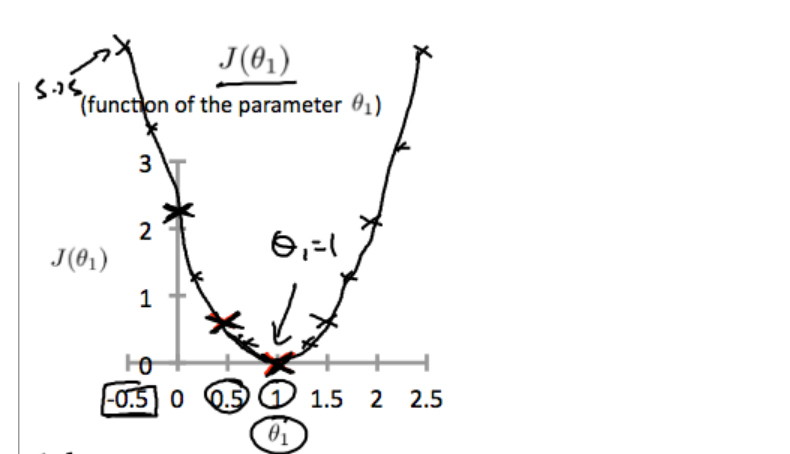 J(θ₁)
5.25
(function of the parameter θ₁)
3
2
θ₁=1
J(θ₁)
1
0
-0.5 0 0.5 1 1.5 2 2.5
θ₁